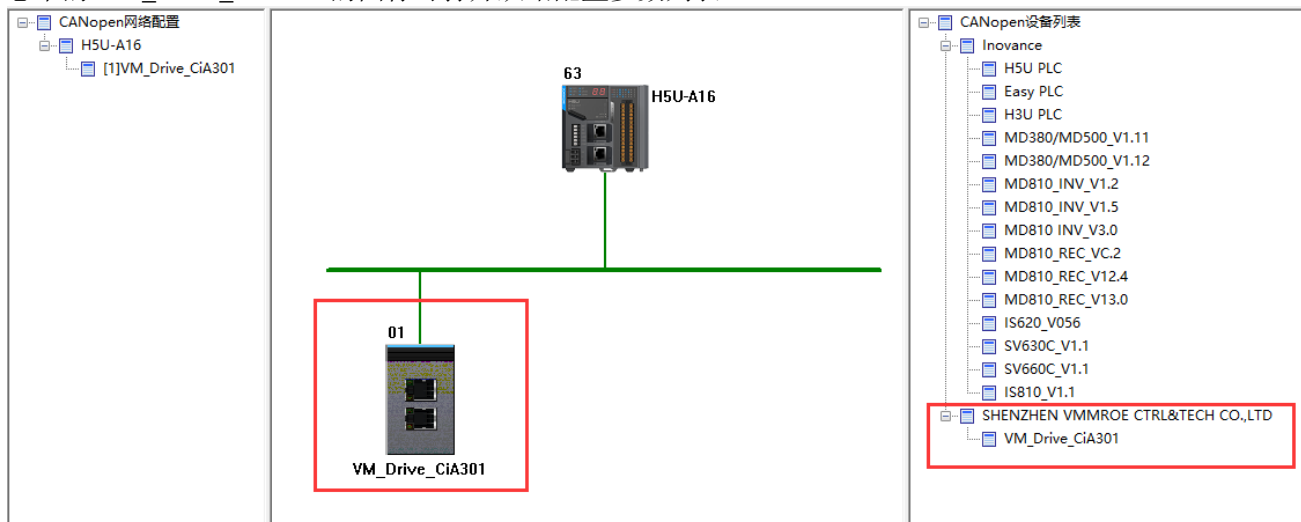 CANopen网络配置
H5U-A16
[1]VM_Drive_CiA301
63
H5U-A16
01
VM_Drive_CiA301
CANopen设备列表
Inovance
H5U PLC
Easy PLC
H3U PLC
MD380/MD500_V1.11
MD380/MD500_V1.12
MD810_INV_V1.2
MD810_INV_V1.5
MD810 INV_V3.0
MD810_REC_VC.2
MD810_REC_V12.4
MD810_REC_V13.0
IS620_V056
SV630C_V1.1
SV660C_V1.1
IS810_V1.1
SHENZHEN VMMROE CTRL&TECH CO.,LTD
VM_Drive_CiA301